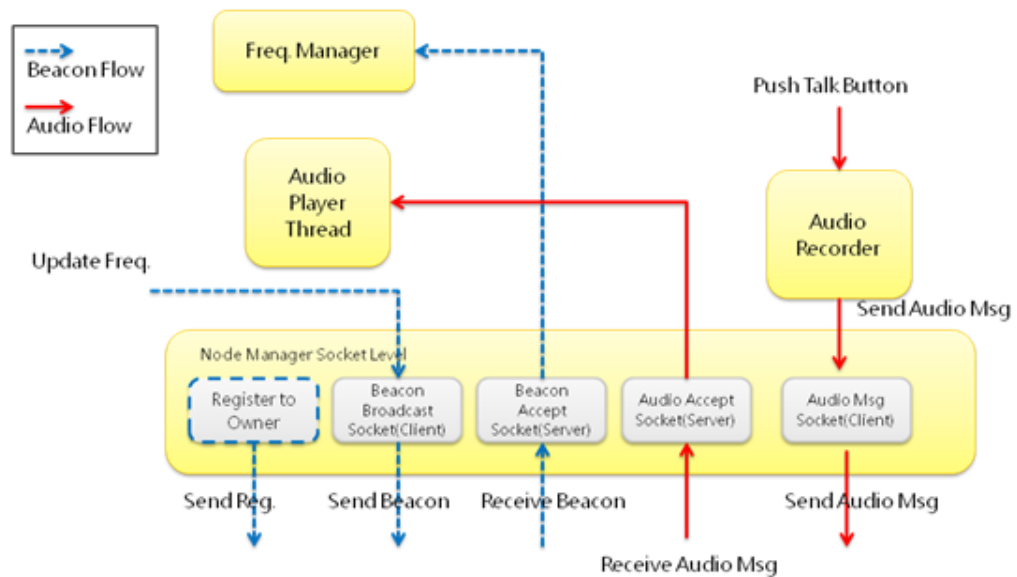 Beacon Flow
Audio Flow
Freq. Manager
Push Talk Button
Audio
Player
Thread
Audio
Recorder
Update Freq.
Send Audio Msg
Node Manager Socket Level
Register to
Owner
Beacon
Broadcast
Socket(Client)
Beacon
Accept
Socket(Server)
Audio Accept
Socket(Server)
Audio Msg
Socket(Client)
Send Reg.
Send Beacon
Receive Beacon
Send Audio Msg
Receive Audio Msg